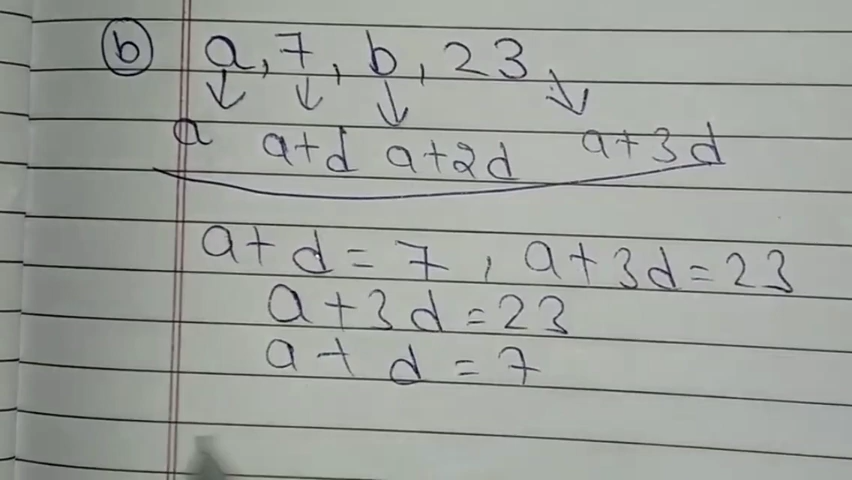 b a, 7, b, 23,
↓ ↓ ↓ ↘
a a+d a+2d a+3d
a+d=7, a+3d=23
a+3d=23
a+d=7